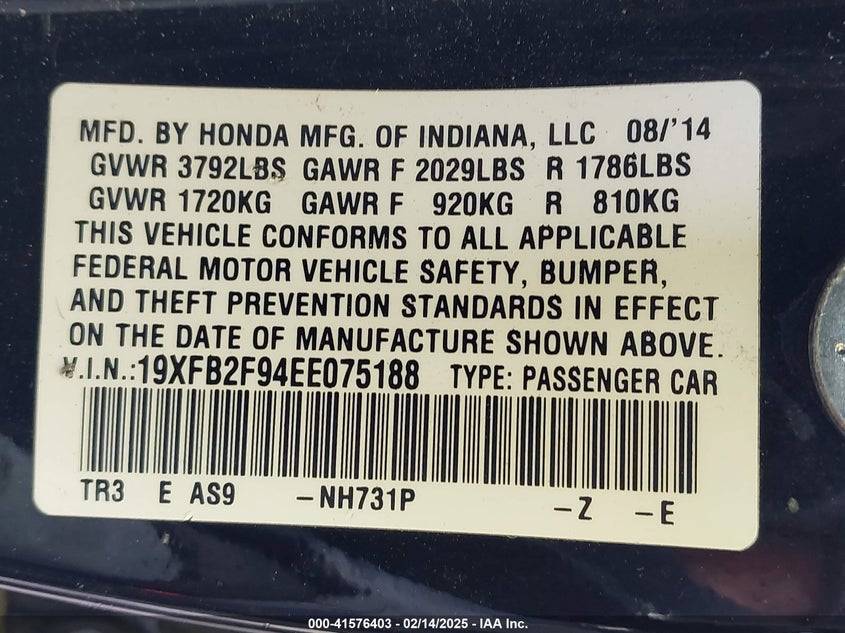 MFD. BY HONDA MFG. OF INDIANA, LLC 08/'14
GVWR 3792LBS GAWR F 2029LBS R 1786LBS
GVWR 1720KG GAWR F 920KG R 810KG
THIS VEHICLE CONFORMS TO ALL APPLICABLE
FEDERAL MOTOR VEHICLE SAFETY, BUMPER,
AND THEFT PREVENTION STANDARDS IN EFFECT
ON THE DATE OF MANUFACTURE SHOWN ABOVE.
V.I.N.:19XFB2F94EE075188 TYPE: PASSENGER CAR
TR3 E AS9 -NH731P -Z -E
000-41576403 - 02/14/2025 - IAA Inc.